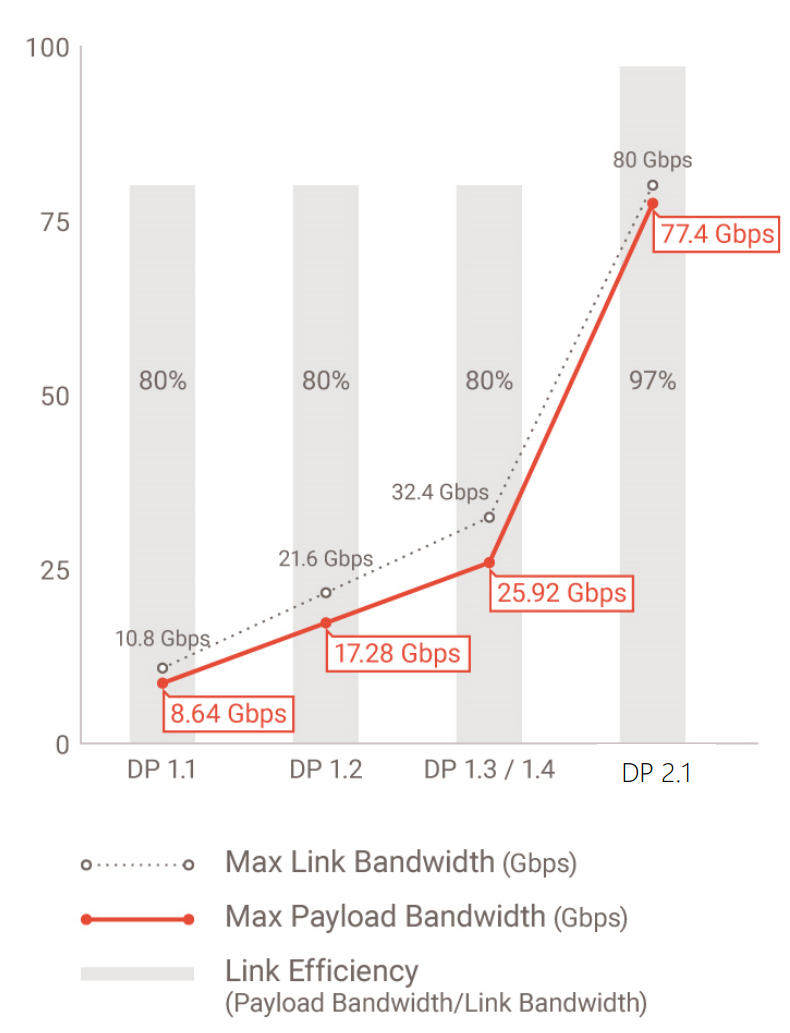 100
80 Gbps
75
77.4 Gbps
80%
80%
80%
97%
50
32.4 Gbps
21.6 Gbps
25
25.92 Gbps
10.8 Gbps
17.28 Gbps
8.64 Gbps
0
DP 1.1
DP 1.2
DP 1.3 / 1.4
DP 2.1
Max Link Bandwidth (Gbps)
Max Payload Bandwidth (Gbps)
Link Efficiency
(Payload Bandwidth/Link Bandwidth)